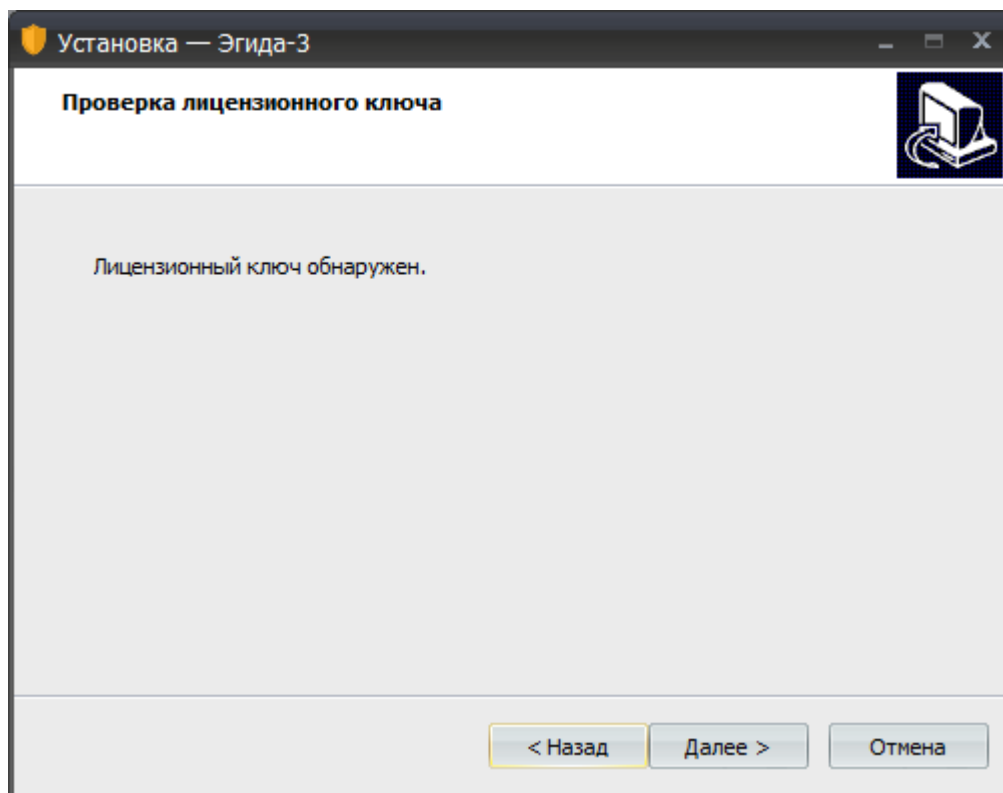 Установка — Эгида-3
Проверка лицензионного ключа
Лицензионный ключ обнаружен.
< Назад
Далее >
Отмена